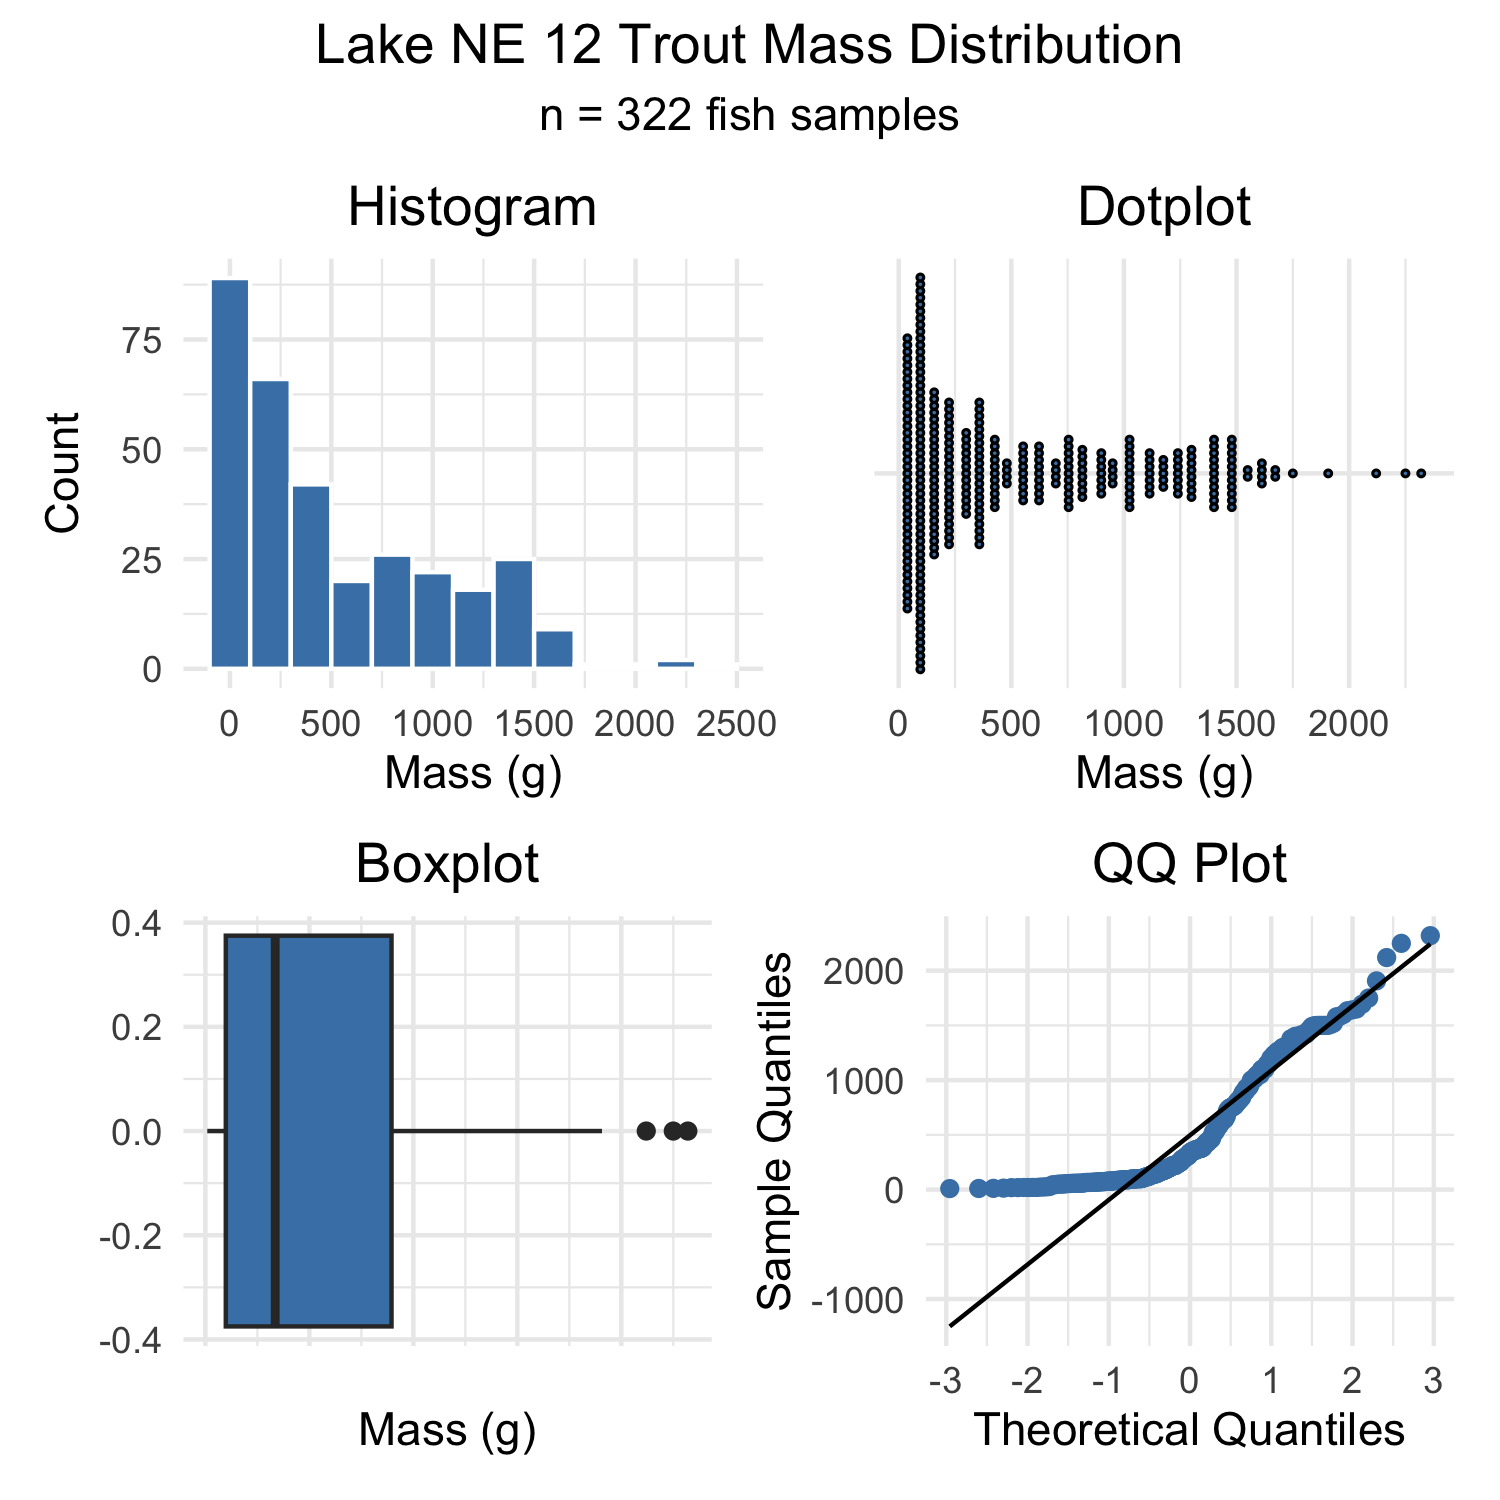 Lake NE 12 Trout Mass Distribution
n = 322 fish samples
Histogram
Count
75
50
25
0
0 500 1000 1500 2000 2500
Mass (g)
Dotplot
0 500 1000 1500 2000
Mass (g)
Boxplot
0.4
0.2
0.0
-0.2
-0.4
Mass (g)
QQ Plot
Sample Quantiles
2000
1000
0
-1000
-3 -2 -1 0 1 2 3
Theoretical Quantiles